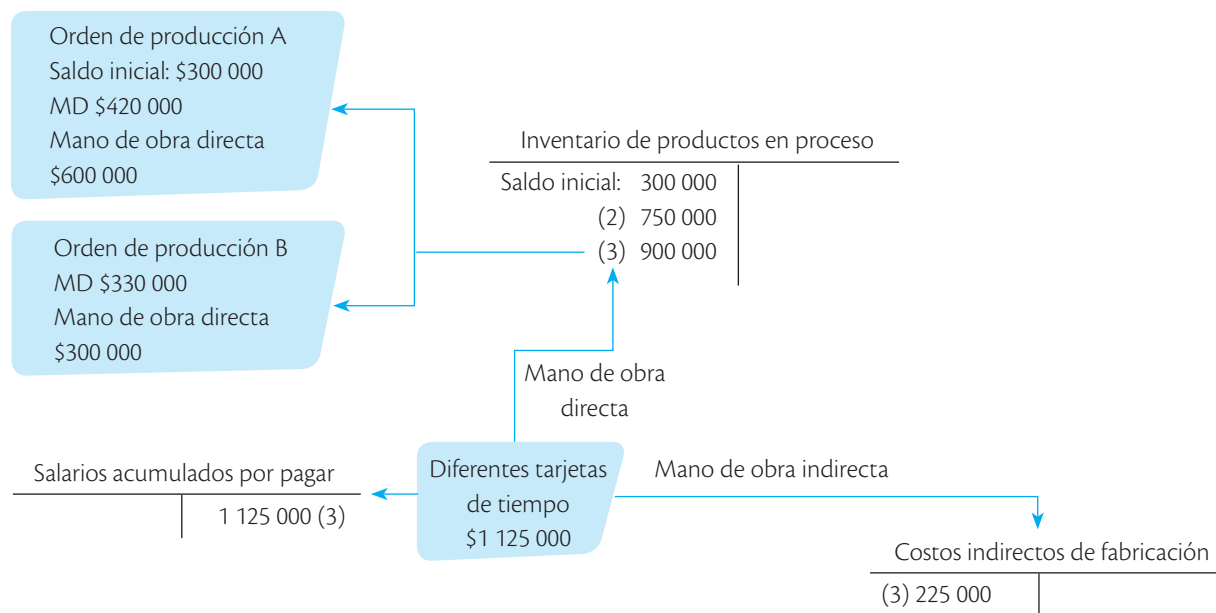 Orden de producción A
Saldo inicial: $300 000
MD $420 000
Mano de obra directa
$600 000
Orden de producción B
MD $330 000
Mano de obra directa
$300 000
Inventario de productos en proceso
Saldo inicial: 300 000
(2) 750 000
(3) 900 000
Mano de obra
directa
Salarios acumulados por pagar
1 125 000 (3)
Diferentes tarjetas
de tiempo
$1 125 000
Mano de obra indirecta
Costos indirectos de fabricación
(3) 225 000